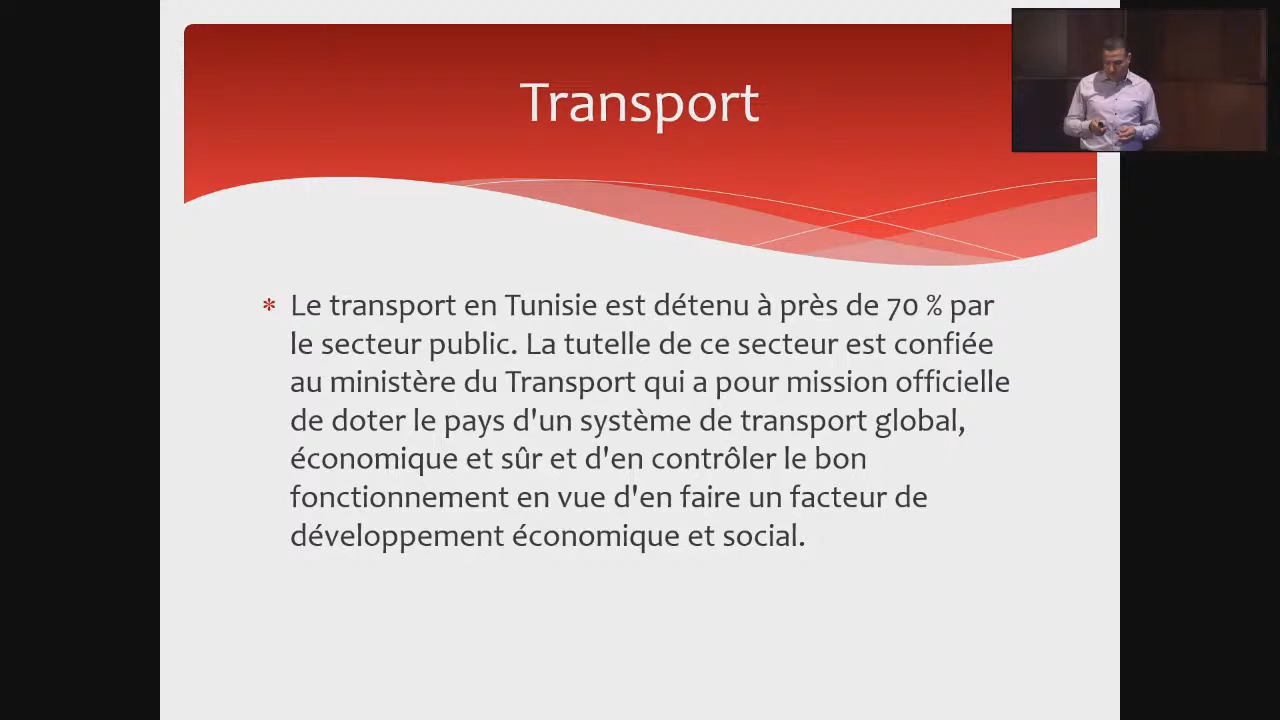 Transport
* Le transport en Tunisie est détenu à près de 70 % par
le secteur public. La tutelle de ce secteur est confiée
au ministère du Transport qui a pour mission officielle
de doter le pays d'un système de transport global,
économique et sûr et d'en contrôler le bon
fonctionnement en vue d'en faire un facteur de
développement économique et social.